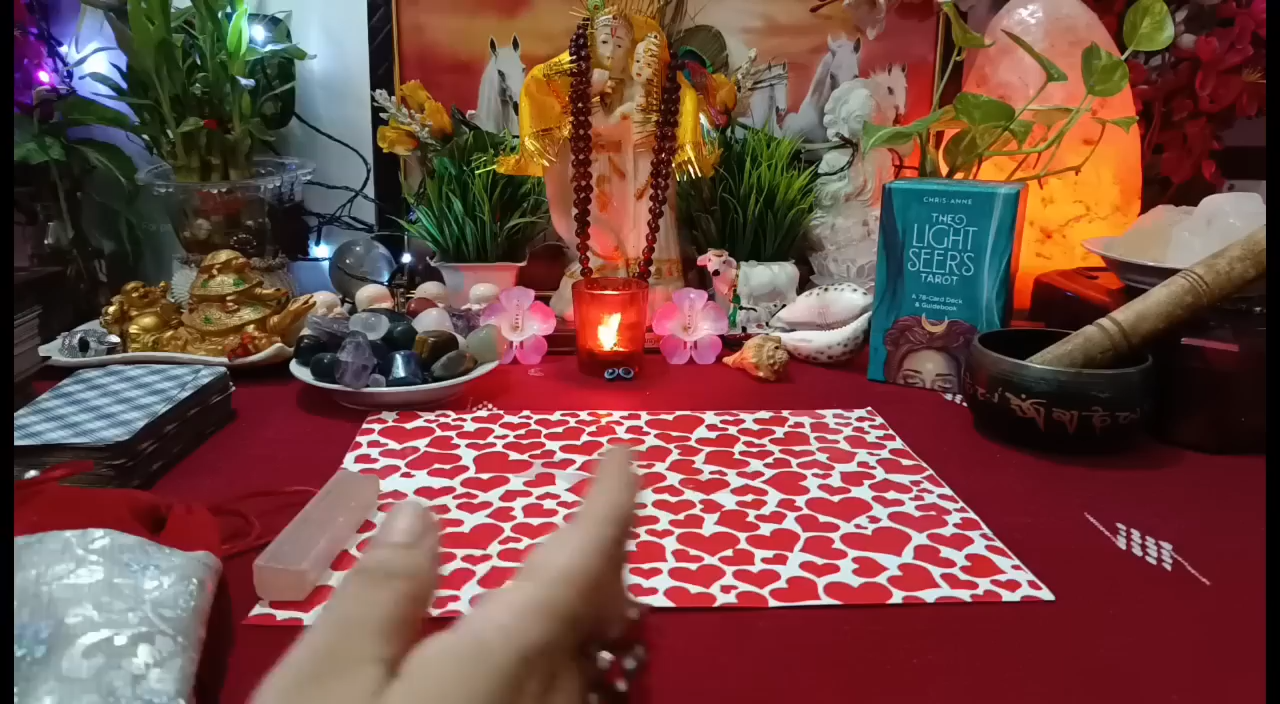 CHRIS-ANNE
THE
LIGHT
SEER'S
TAROT
A 78-Card Deck
& Guidebook